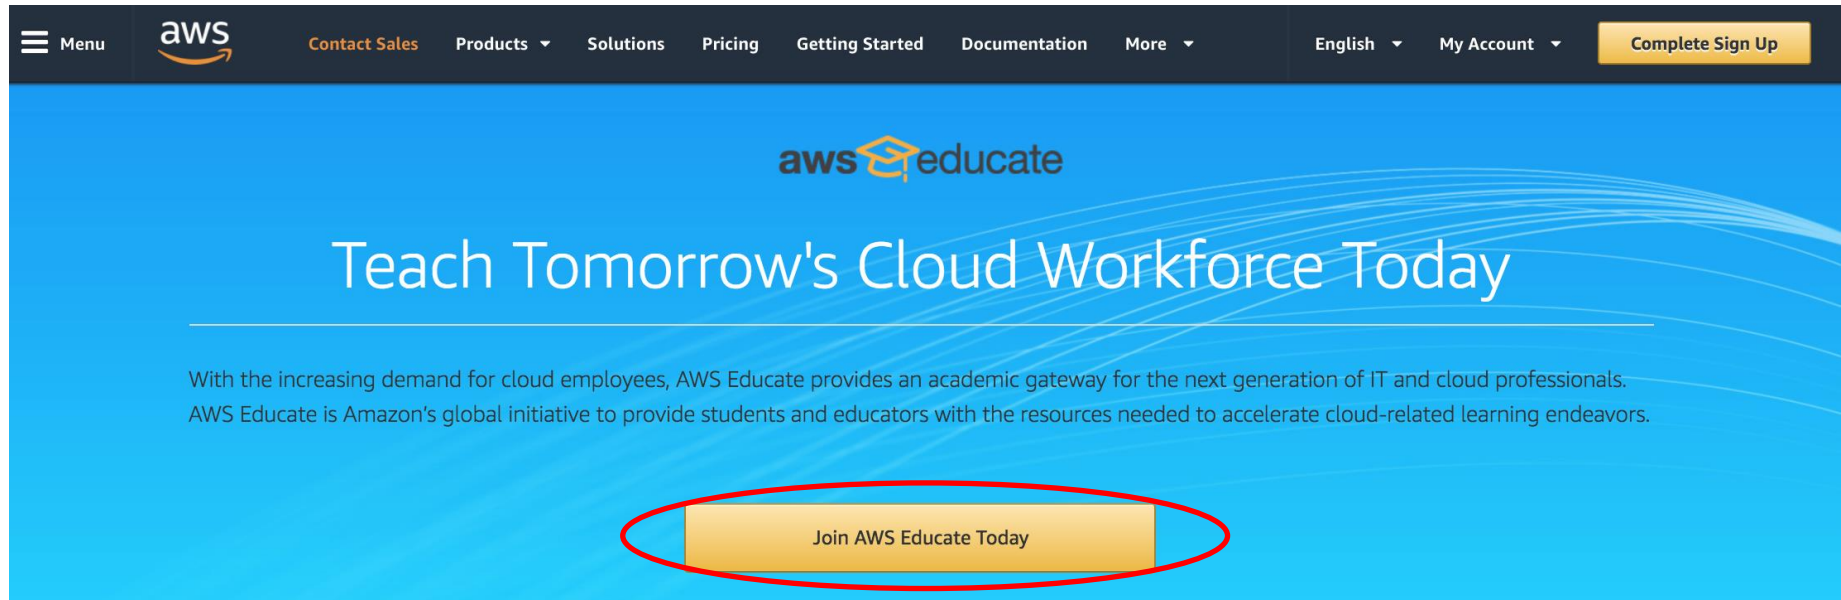 Menu
aws
Contact Sales
Products
Solutions
Pricing
Getting Started
Documentation
More
English
My Account
Complete Sign Up
aws educate
Teach Tomorrow's Cloud Workforce Today
With the increasing demand for cloud employees, AWS Educate provides an academic gateway for the next generation of IT and cloud professionals.
AWS Educate is Amazon’s global initiative to provide students and educators with the resources needed to accelerate cloud-related learning endeavors.
Join AWS Educate Today